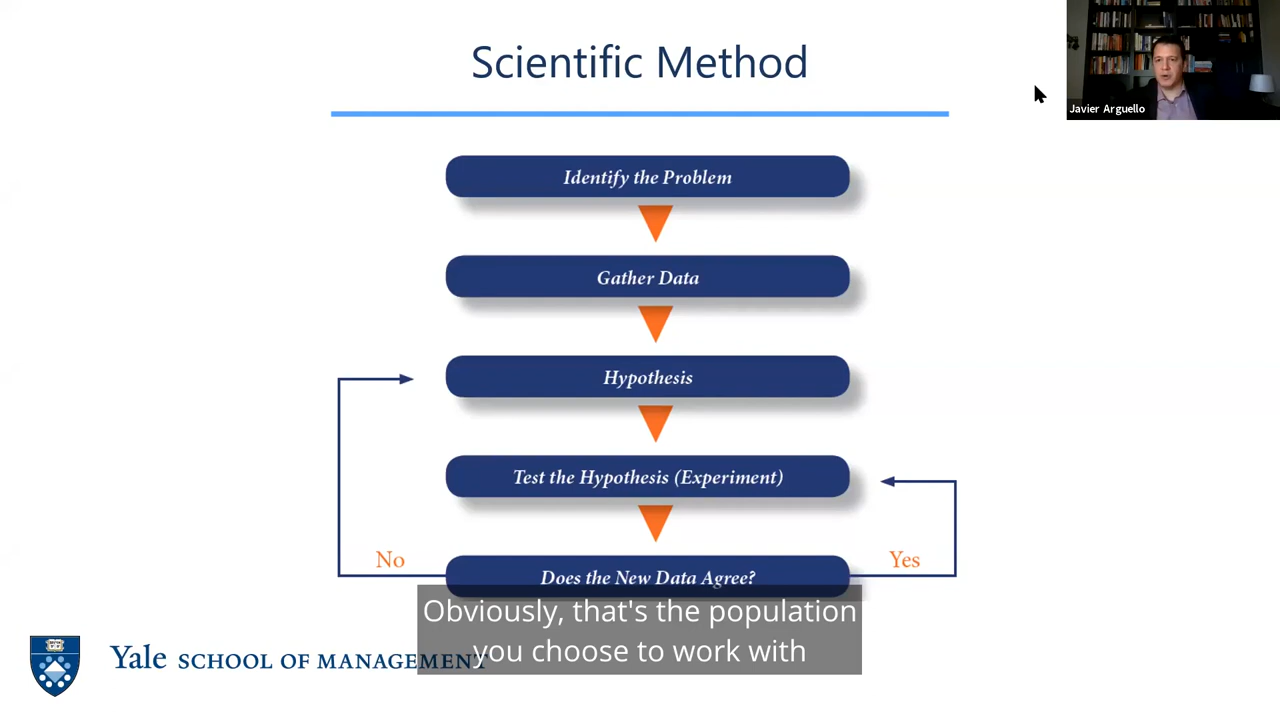 Scientific Method
Javier Arguello
Identify the Problem
Gather Data
Hypothesis
Test the Hypothesis (Experiment)
No
Yes
Does the New Data Agree?
Obviously, that's the population
you choose to work with
Yale SCHOOL OF MANAGEMENT